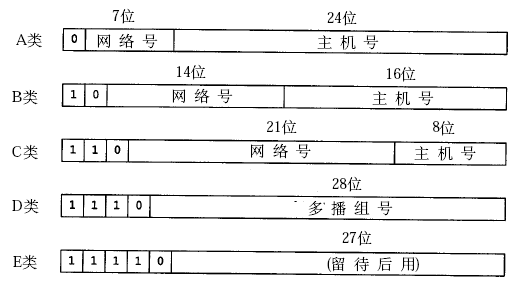 7位 24位
A类 0 网络号 主机号
14位 16位
B类 1 0 网络号 主机号
21位 8位
C类 1 1 0 网络号 主机号
28位
D类 1 1 1 0 多播组号
27位
E类 1 1 1 1 0 (留待后用)